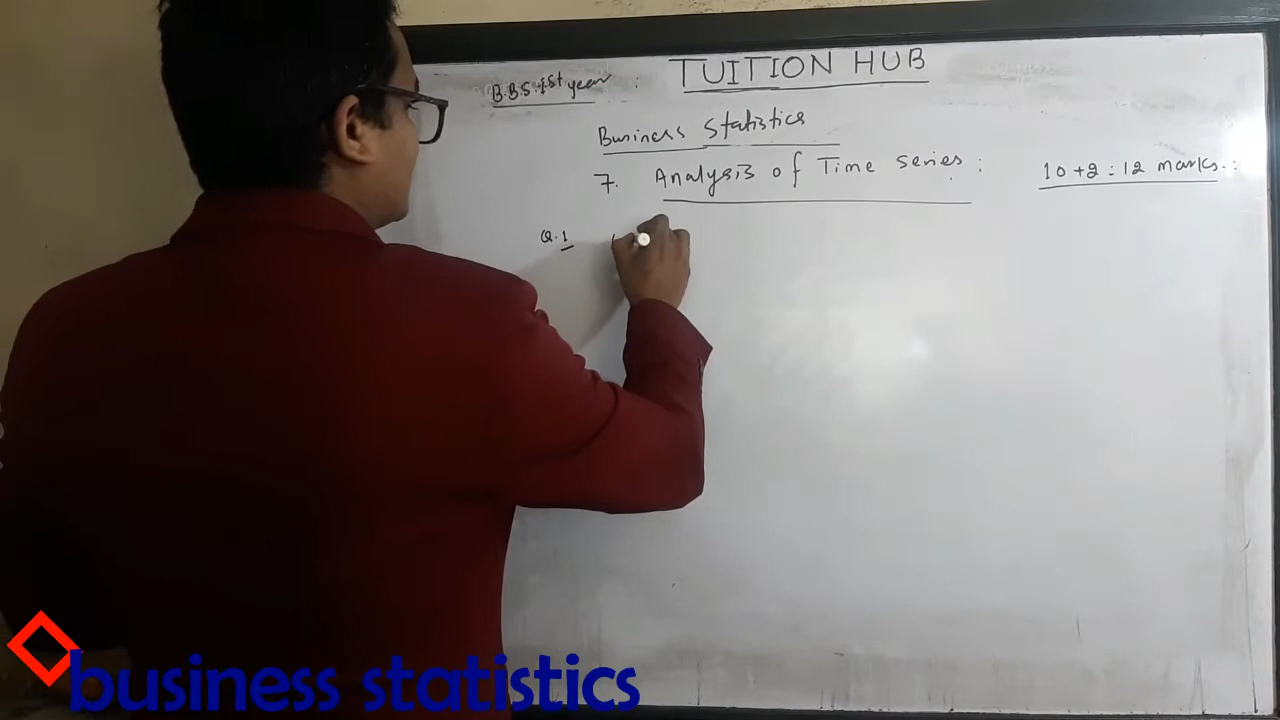 TUITION HUB
B.B.S. 1st year :
Business Statistics
7. Analysis of Time series : 10+2 = 12 marks. :
Q.1
business statistics